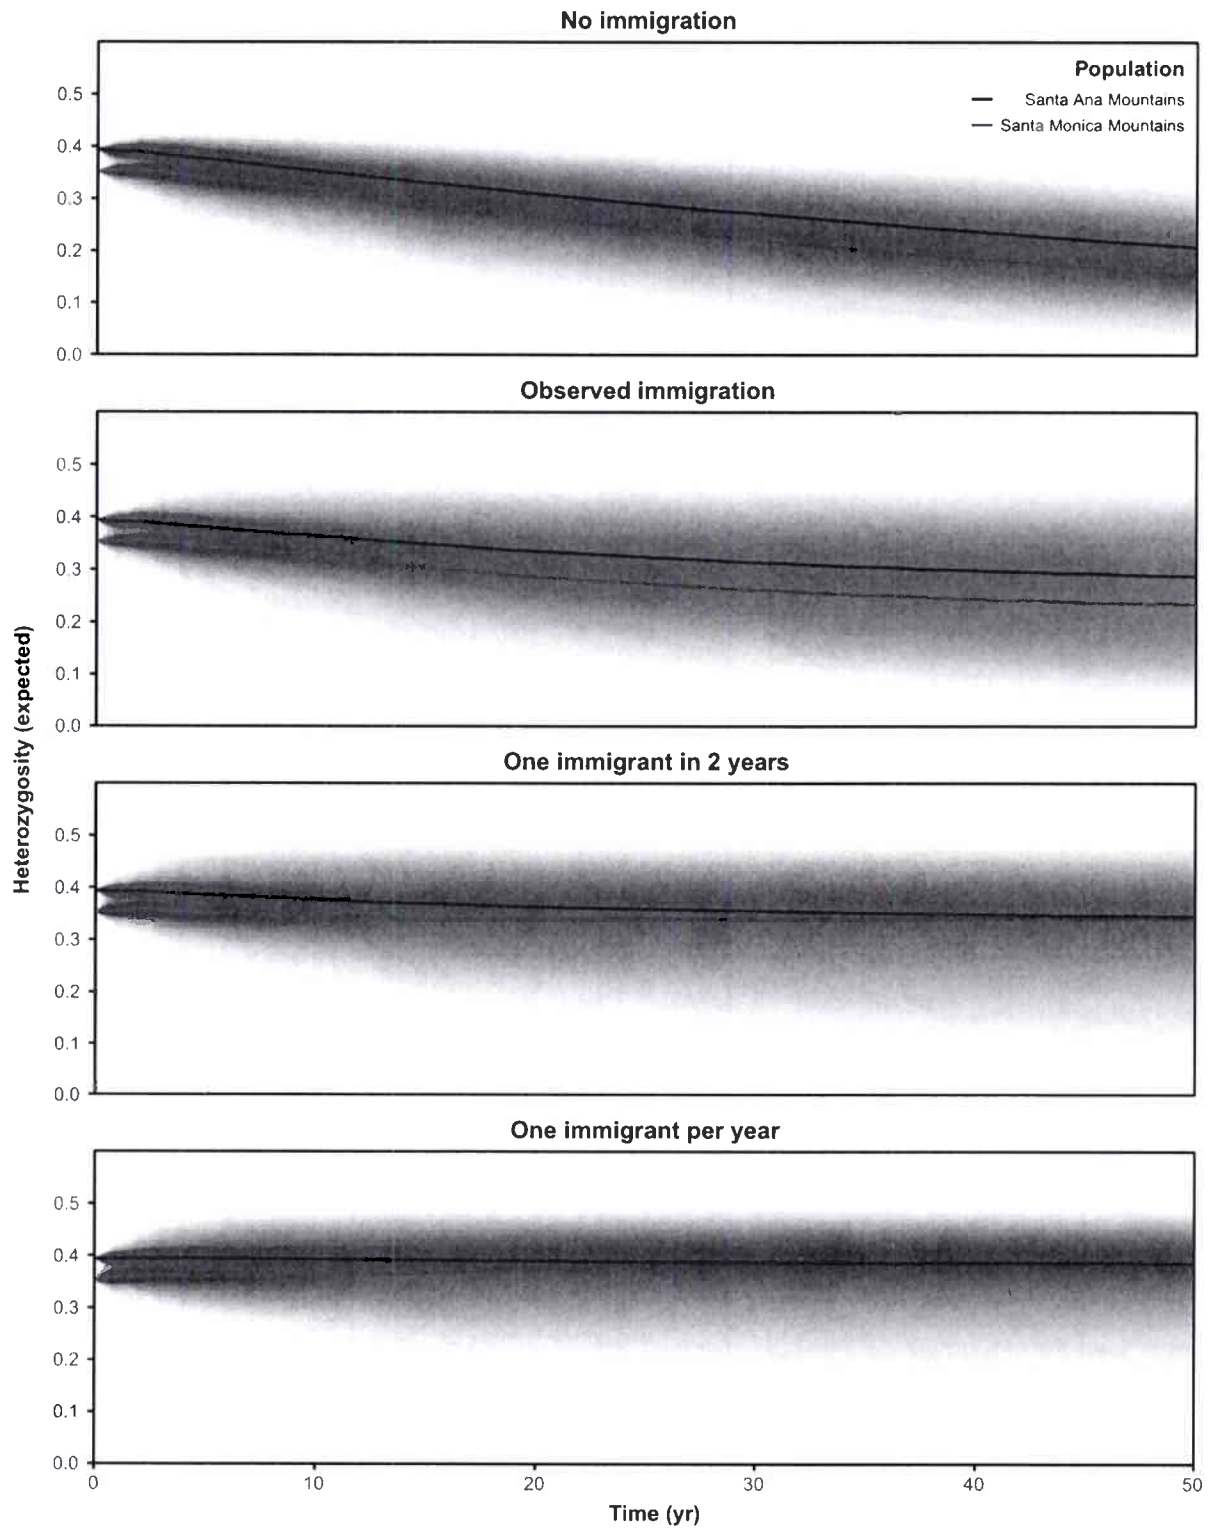 No immigration
Population
Santa Ana Mountains
Santa Monica Mountains
0.5
0.4
0.3
0.2
0.1
0.0
Observed immigration
0.5
0.4
0.3
0.2
0.1
0.0
Heterozygosity (expected)
One immigrant in 2 years
0.5
0.4
0.3
0.2
0.1
0.0
One immigrant per year
0.5
0.4
0.3
0.2
0.1
0.0
0 10 20 30 40 50
Time (yr)